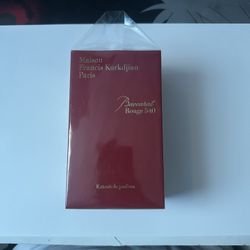 Maison
Francis Kurkdjian
Paris
Baccarat
Rouge 540
Extrait de parfum